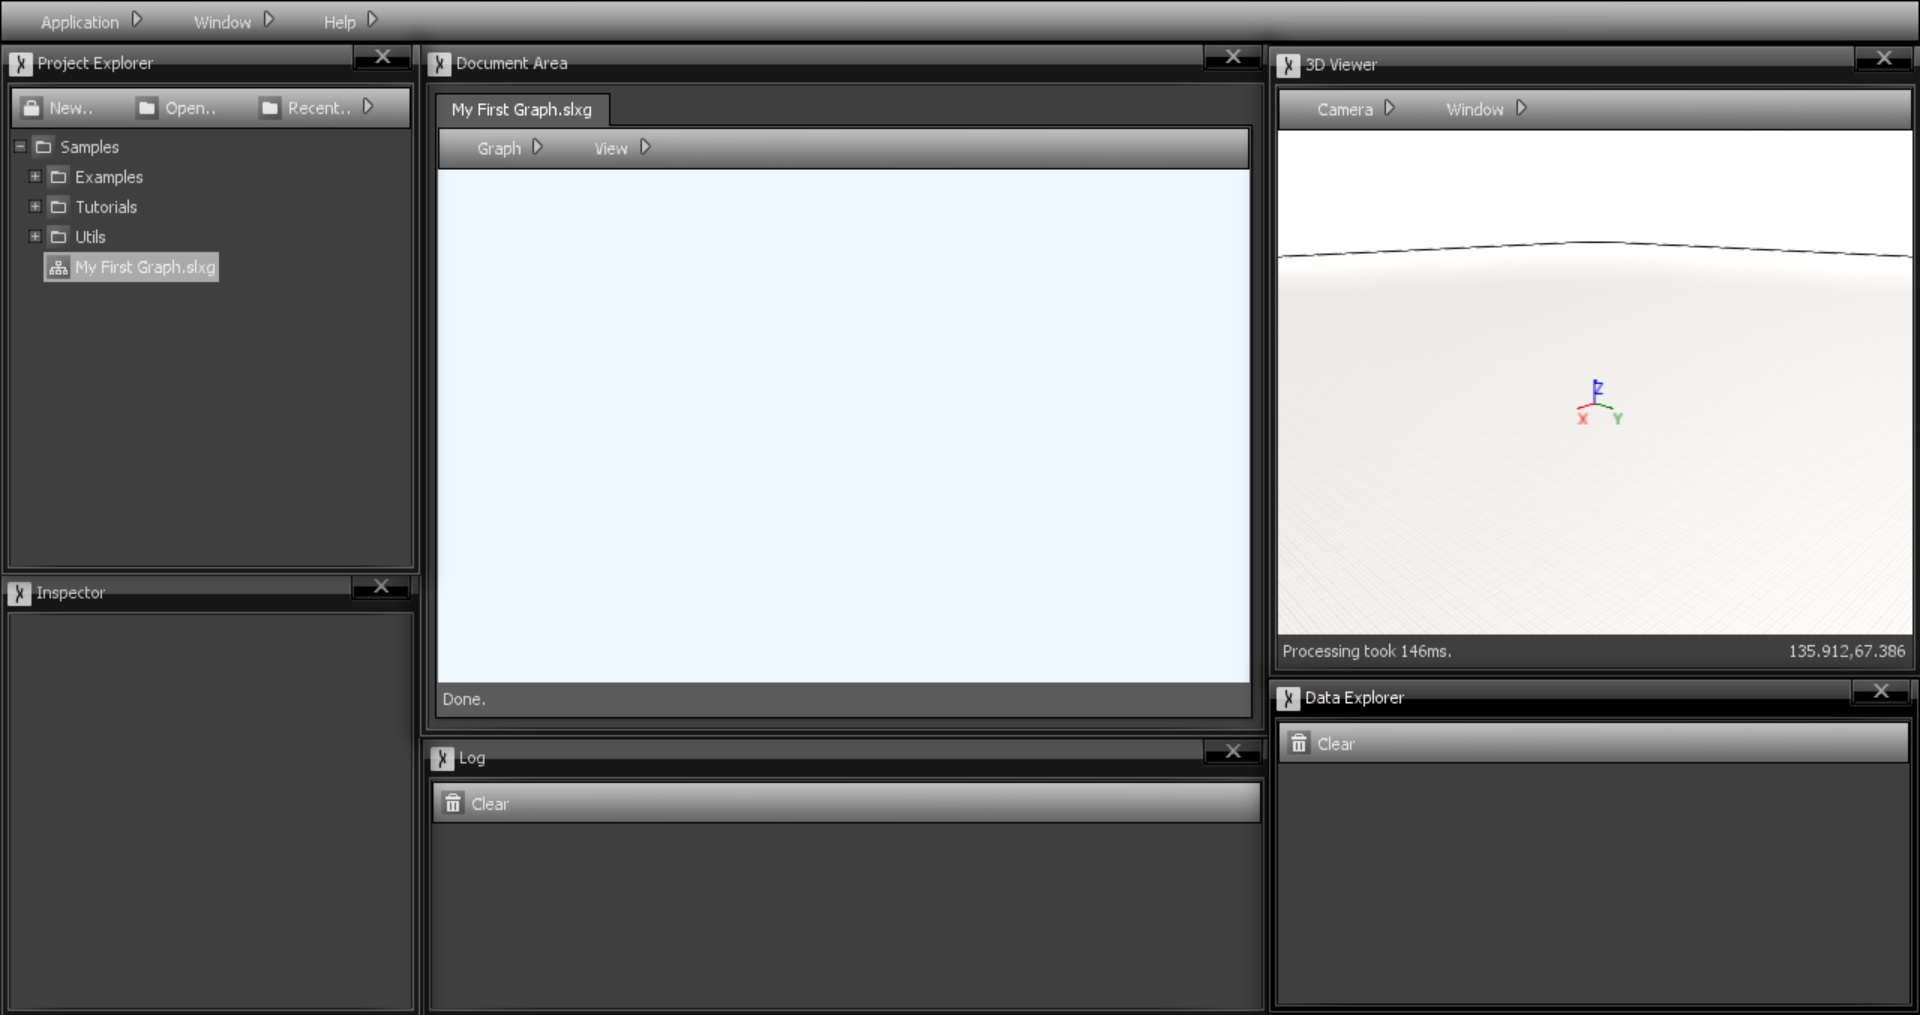 Application Window Help
Project Explorer
New.. Open.. Recent..
Samples
Examples
Tutorials
Utils
My First Graph.slxg
Inspector
Document Area
My First Graph.slxg
Graph View
Done.
Log
Clear
3D Viewer
Camera Window
Z
X Y
Processing took 146ms. 135.912,67.386
Data Explorer
Clear